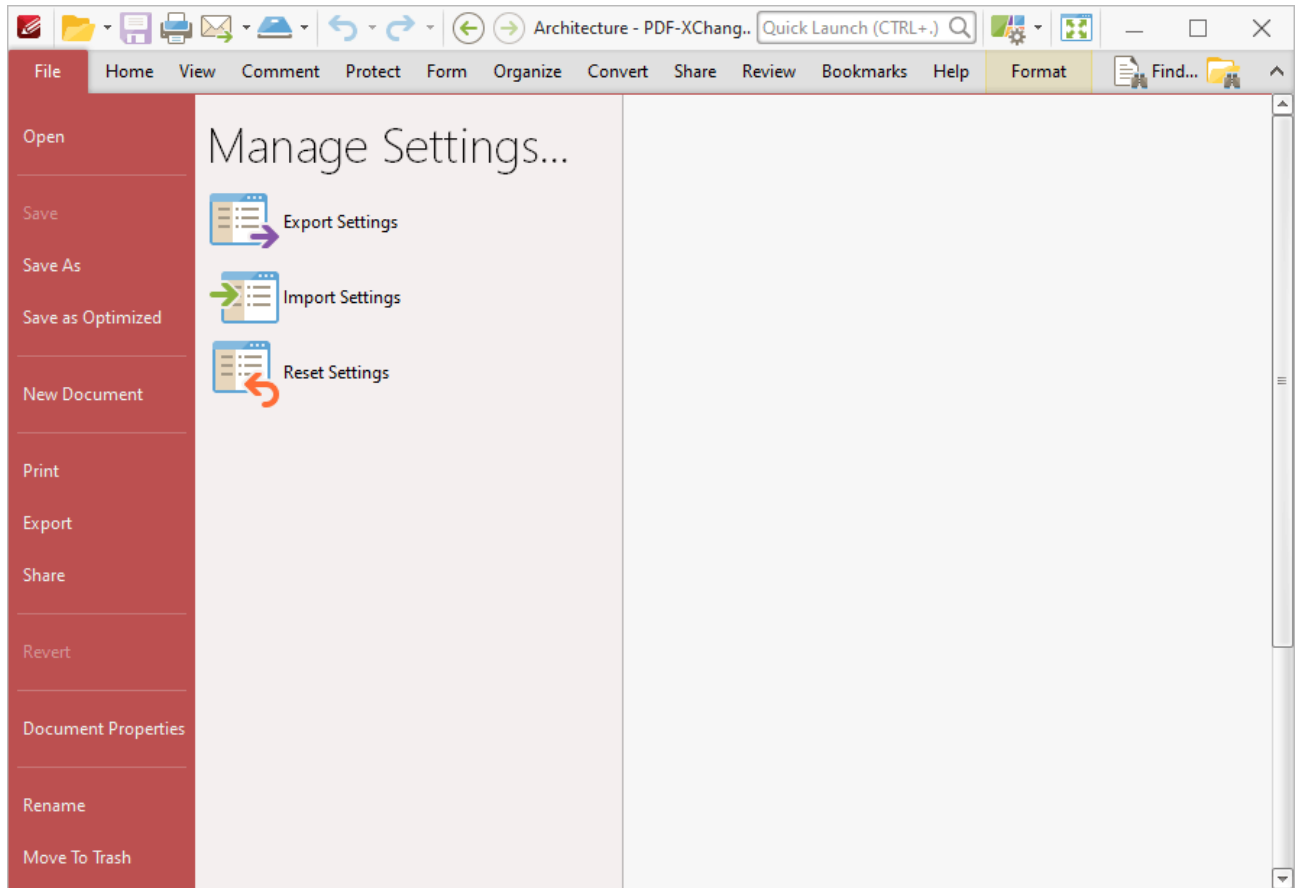 Architecture - PDF-XChang.. Quick Launch (CTRL+.)
File Home View Comment Protect Form Organize Convert Share Review Bookmarks Help Format Find...
Open
Save
Save As
Save as Optimized
New Document
Print
Export
Share
Revert
Document Properties
Rename
Move To Trash
Manage Settings...
Export Settings
Import Settings
Reset Settings